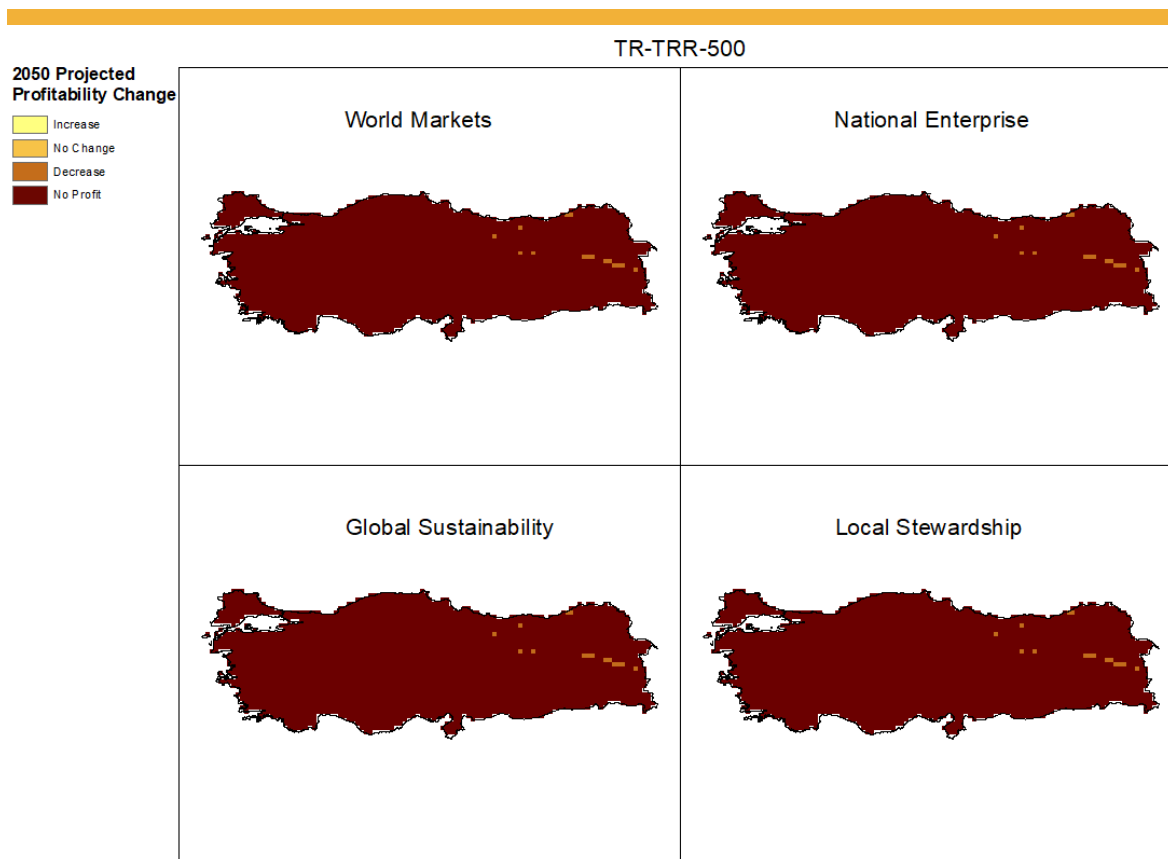 TR-TRR-500
2050 Projected
Profitability Change
Increase
No Change
Decrease
No Profit
World Markets
National Enterprise
Global Sustainability
Local Stewardship